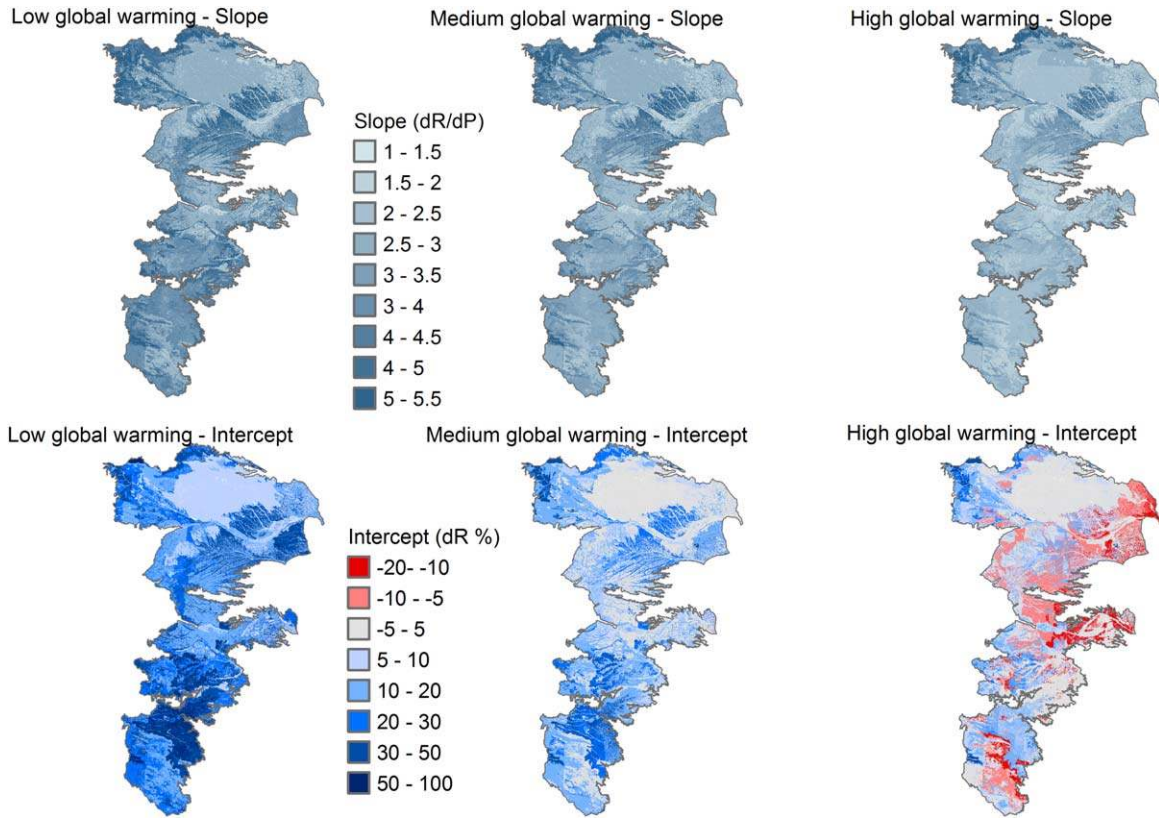 Low global warming - Slope
Medium global warming - Slope
High global warming - Slope
Slope (dR/dP)
1 - 1.5
1.5 - 2
2 - 2.5
2.5 - 3
3 - 3.5
3 - 4
4 - 4.5
4 - 5
5 - 5.5
Low global warming - Intercept
Medium global warming - Intercept
High global warming - Intercept
Intercept (dR %)
-20- -10
-10 - -5
-5 - 5
5 - 10
10 - 20
20 - 30
30 - 50
50 - 100